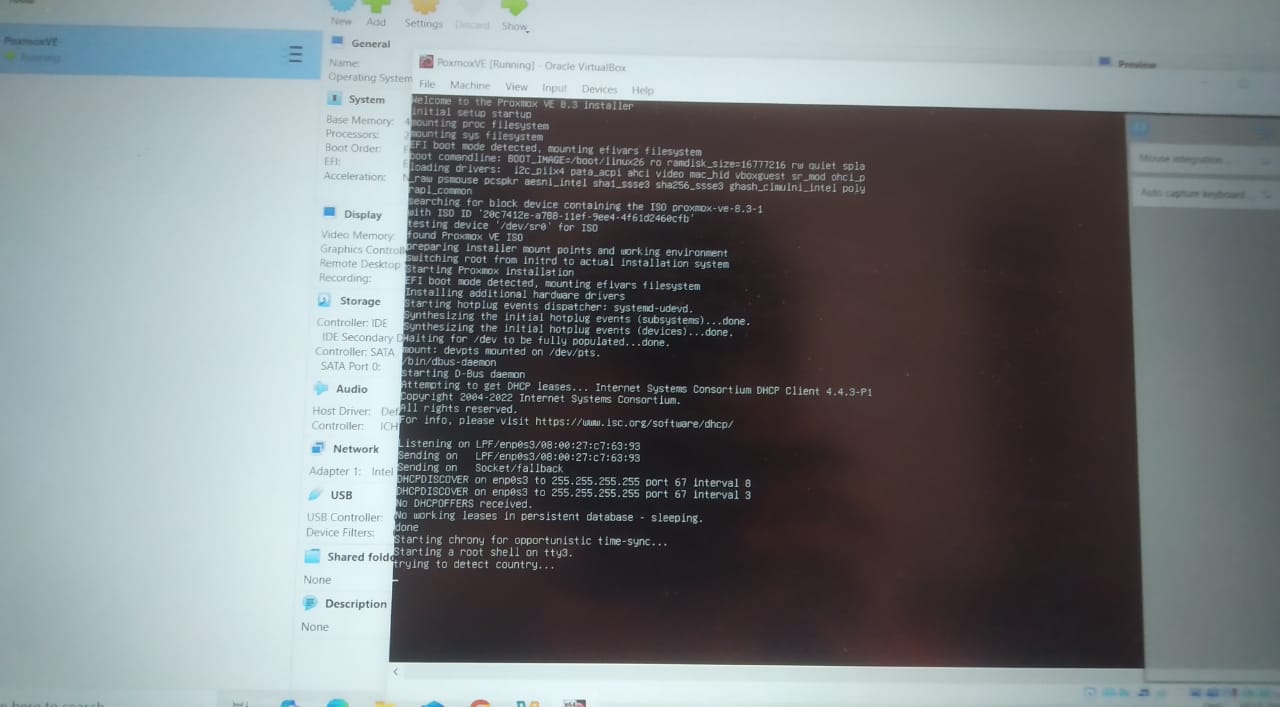 New Add Settings Discard Show
PoxmoxVE
Running
General
Name:
Operating System
System
Base Memory:
Processors:
Boot Order:
EFI:
Acceleration:
Display
Video Memory:
Graphics Controll
Remote Desktop
Recording:
Storage
Controller: IDE
IDE Secondary D
Controller: SATA
SATA Port 0:
Audio
Host Driver: Def
Controller: ICH
Network
Adapter 1: Intel
USB
USB Controller:
Device Filters:
Shared folde
None
Description
None
Preview
PoxmoxVE [Running] - Oracle VirtualBox
File Machine View Input Devices Help
Welcome to the Proxmox VE 8.3 installer
initial setup startup
mounting proc filesystem
mounting sys filesystem
EFI boot mode detected, mounting efivars filesystem
boot comandline: BOOT_IMAGE=/boot/linux26 ro ramdisk_size=16777216 rw quiet spla
loading drivers: i2c_piix4 pata_acpi ahci video mac_hid vboxguest sr_mod ohci_p
_raw psmouse pcspkr aesni_intel sha1_ssse3 sha256_ssse3 ghash_clmulni_intel poly
rapl_common
searching for block device containing the ISO proxmox-ve-8.3-1
with ISO ID '20c7412e-a788-11ef-9ee4-4f61d2460cfb'
testing device '/dev/sr0' for ISO
found Proxmox VE ISO
preparing installer mount points and working environment
switching root from initrd to actual installation system
Starting Proxmox installation
EFI boot mode detected, mounting efivars filesystem
Installing additional hardware drivers
Starting hotplug events dispatcher: systemd-udevd.
Synthesizing the initial hotplug events (subsystems)...done.
Synthesizing the initial hotplug events (devices)...done.
Waiting for /dev to be fully populated...done.
mount: devpts mounted on /dev/pts.
/bin/dbus-daemon
starting D-Bus daemon
Attempting to get DHCP leases... Internet Systems Consortium DHCP Client 4.4.3-P1
Copyright 2004-2022 Internet Systems Consortium.
All rights reserved.
For info, please visit https://www.isc.org/software/dhcp/
Listening on LPF/enp0s3/08:00:27:c7:63:93
Sending on LPF/enp0s3/08:00:27:c7:63:93
Sending on Socket/fallback
DHCPDISCOVER on enp0s3 to 255.255.255.255 port 67 interval 8
DHCPDISCOVER on enp0s3 to 255.255.255.255 port 67 interval 3
No DHCPOFFERS received.
No working leases in persistent database - sleeping.
done
Starting chrony for opportunistic time-sync...
Starting a root shell on tty3.
trying to detect country...
Mouse integration...
Auto capture keyboard ...
here to search